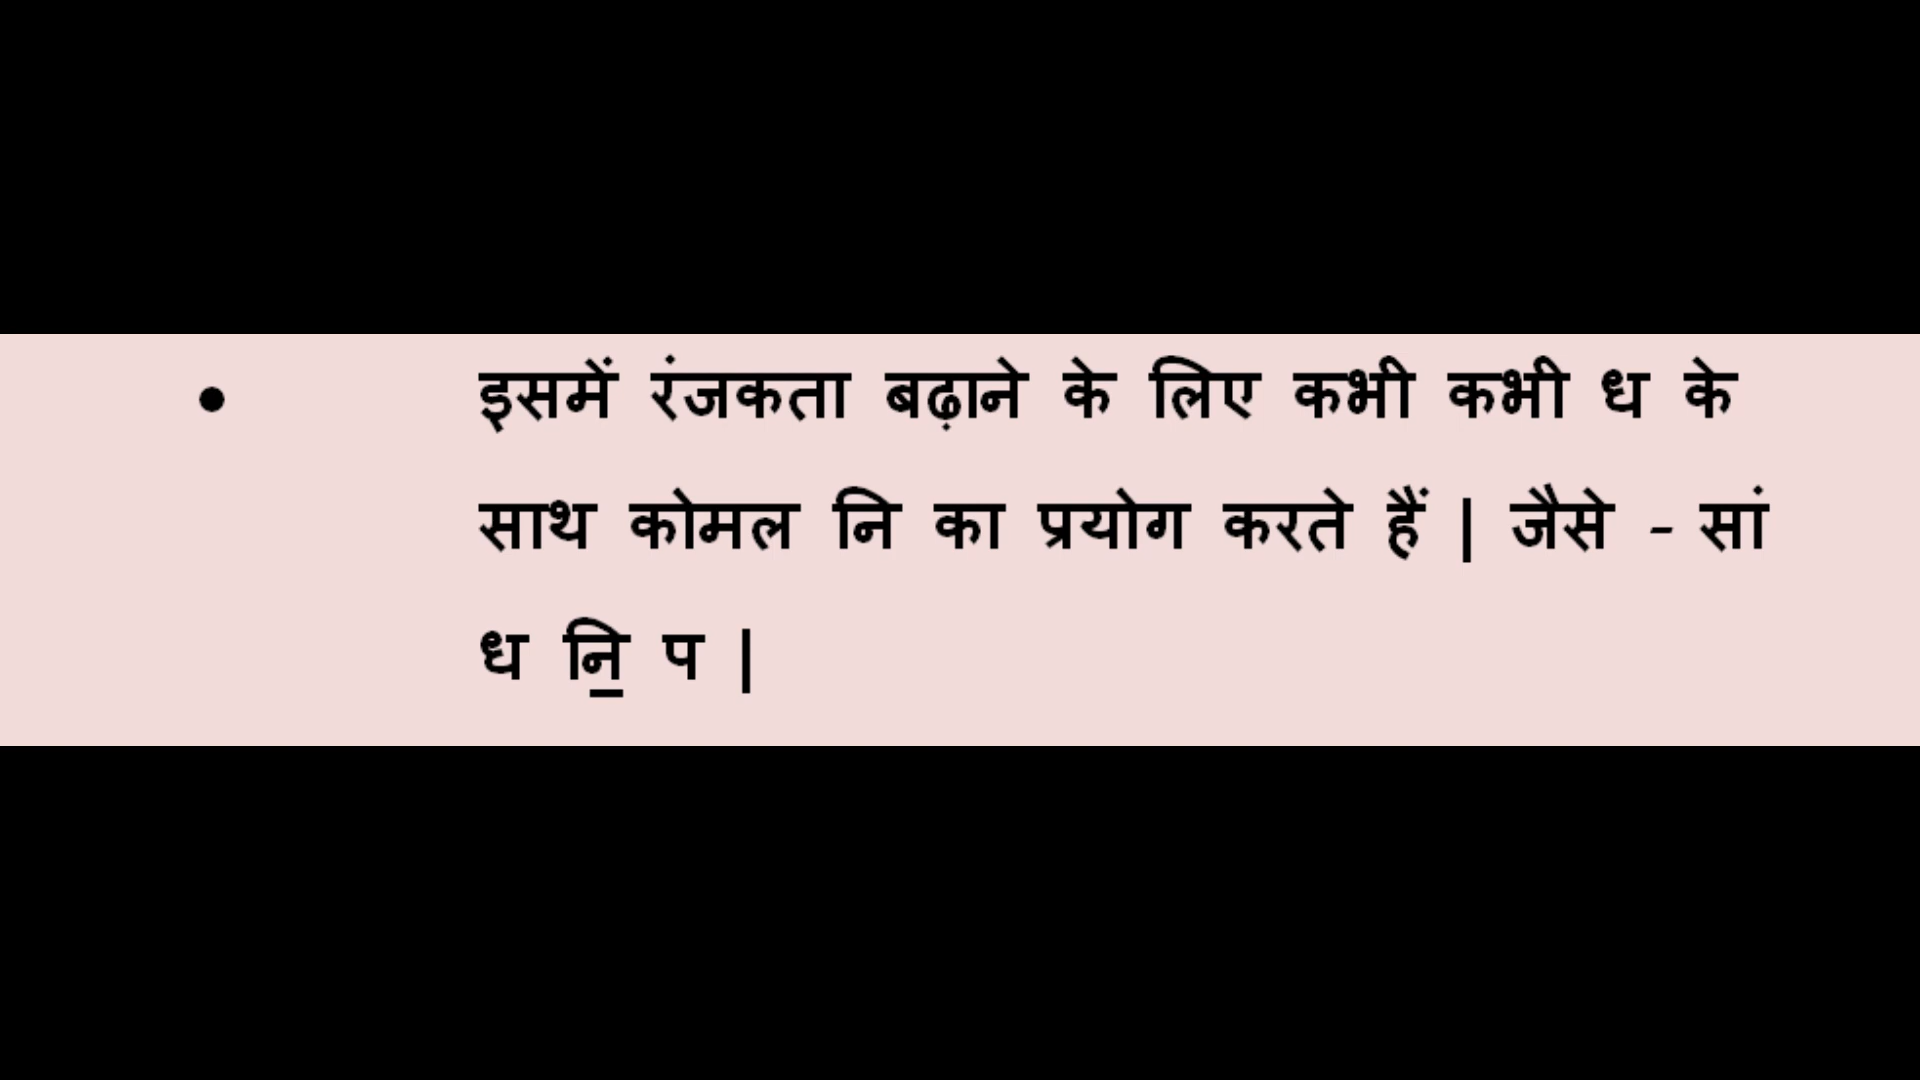 • इसमें रंजकता बढ़ाने के लिए कभी कभी ध के
साथ कोमल नि का प्रयोग करते हैं | जैसे - सां
ध नि॒ प |